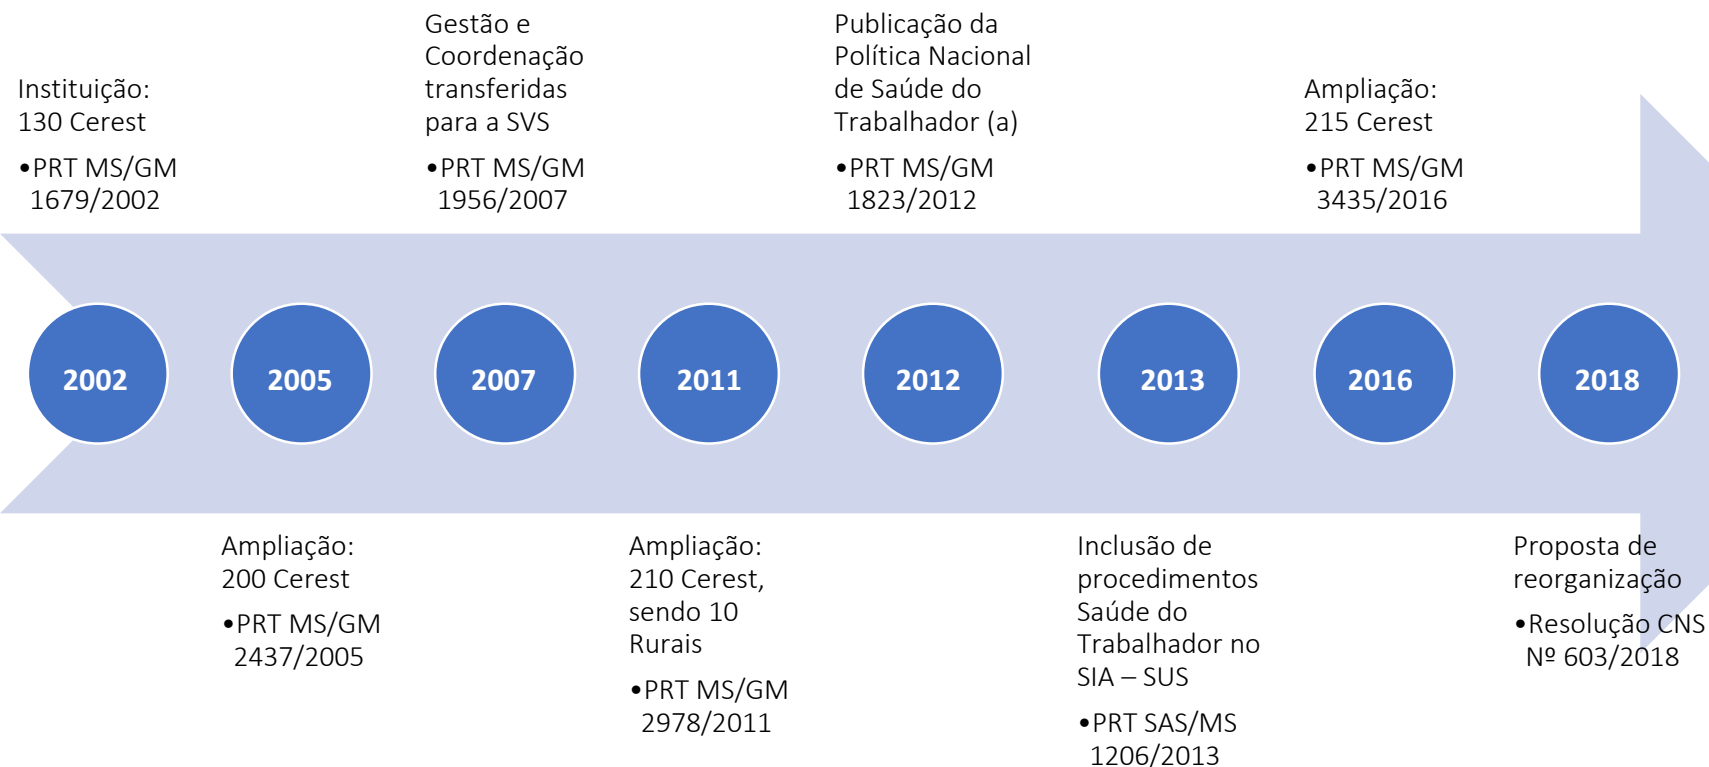 Instituição:
130 Cerest
•PRT MS/GM
1679/2002
Gestão e
Coordenação
transferidas
para a SVS
•PRT MS/GM
1956/2007
Publicação da
Política Nacional
de Saúde do
Trabalhador (a)
•PRT MS/GM
1823/2012
Ampliação:
215 Cerest
•PRT MS/GM
3435/2016
2002
2005
2007
2011
2012
2013
2016
2018
Ampliação:
200 Cerest
•PRT MS/GM
2437/2005
Ampliação:
210 Cerest,
sendo 10
Rurais
•PRT MS/GM
2978/2011
Inclusão de
procedimentos
Saúde do
Trabalhador no
SIA – SUS
•PRT SAS/MS
1206/2013
Proposta de
reorganização
•Resolução CNS
Nº 603/2018